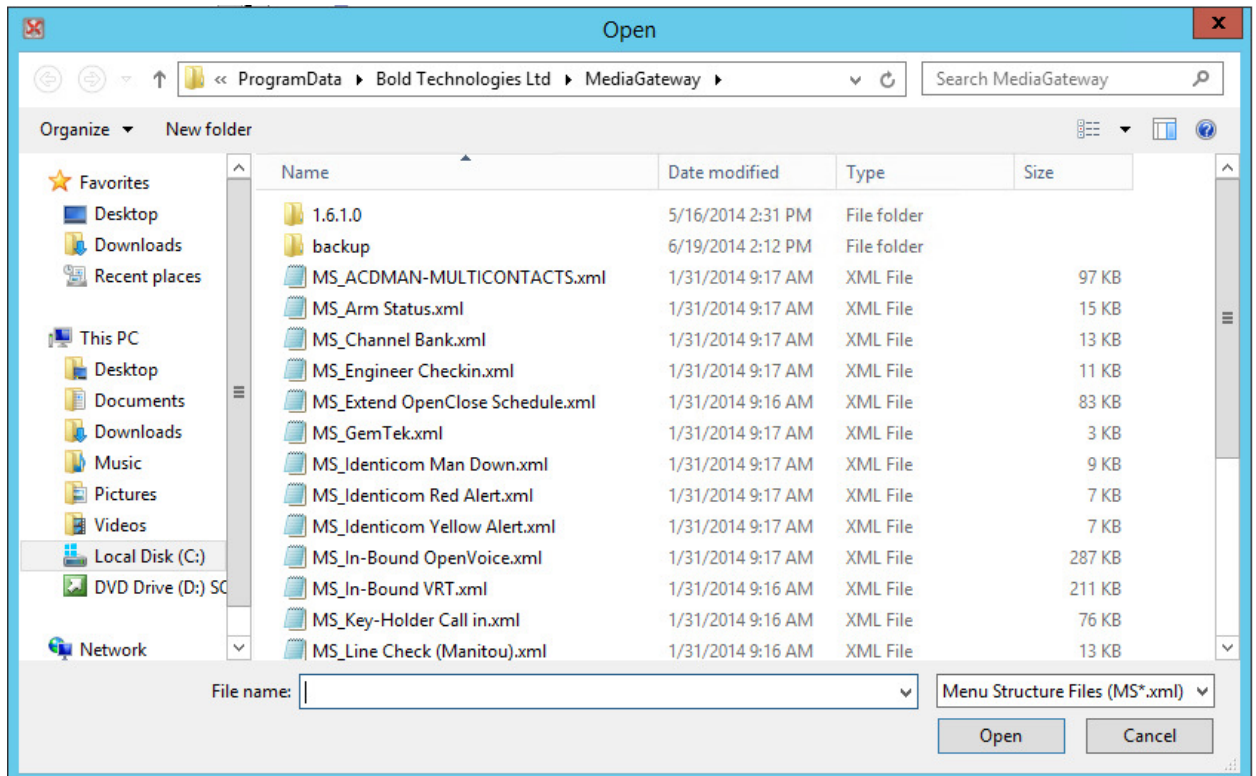 Open
x
« ProgramData ▸ Bold Technologies Ltd ▸ MediaGateway ▸ Search MediaGateway
Organize ▾ New folder
Favorites
Desktop
Downloads
Recent places
This PC
Desktop
Documents
Downloads
Music
Pictures
Videos
Local Disk (C:)
DVD Drive (D:) SC
Network
Name Date modified Type Size
1.6.1.0 5/16/2014 2:31 PM File folder
backup 6/19/2014 2:12 PM File folder
MS_ACDMAN-MULTICONTACTS.xml 1/31/2014 9:17 AM XML File 97 KB
MS_Arm Status.xml 1/31/2014 9:17 AM XML File 15 KB
MS_Channel Bank.xml 1/31/2014 9:17 AM XML File 13 KB
MS_Engineer Checkin.xml 1/31/2014 9:17 AM XML File 11 KB
MS_Extend OpenClose Schedule.xml 1/31/2014 9:16 AM XML File 83 KB
MS_GemTek.xml 1/31/2014 9:17 AM XML File 3 KB
MS_Identicom Man Down.xml 1/31/2014 9:17 AM XML File 9 KB
MS_Identicom Red Alert.xml 1/31/2014 9:17 AM XML File 7 KB
MS_Identicom Yellow Alert.xml 1/31/2014 9:17 AM XML File 7 KB
MS_In-Bound OpenVoice.xml 1/31/2014 9:17 AM XML File 287 KB
MS_In-Bound VRT.xml 1/31/2014 9:16 AM XML File 211 KB
MS_Key-Holder Call in.xml 1/31/2014 9:16 AM XML File 76 KB
MS_Line Check (Manitou).xml 1/31/2014 9:16 AM XML File 13 KB
File name: Menu Structure Files (MS*.xml)
Open Cancel